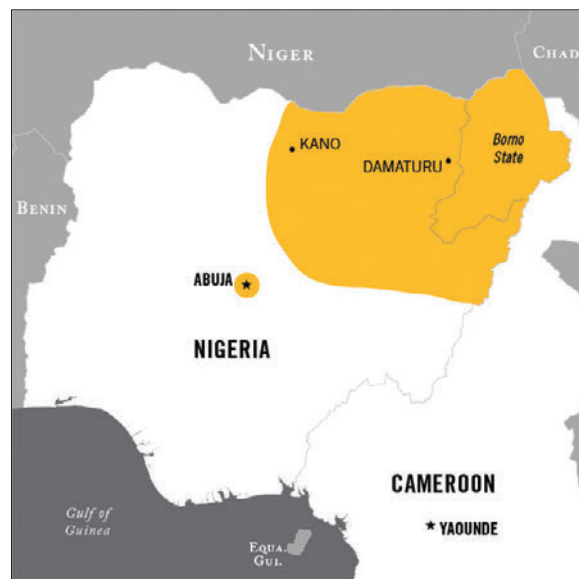 NIGER
CHAD
KANO
DAMATURU
Borno
State
BENIN
ABUJA
NIGERIA
CAMEROON
YAOUNDE
Gulf of
Guinea
EQUA.
GUI.